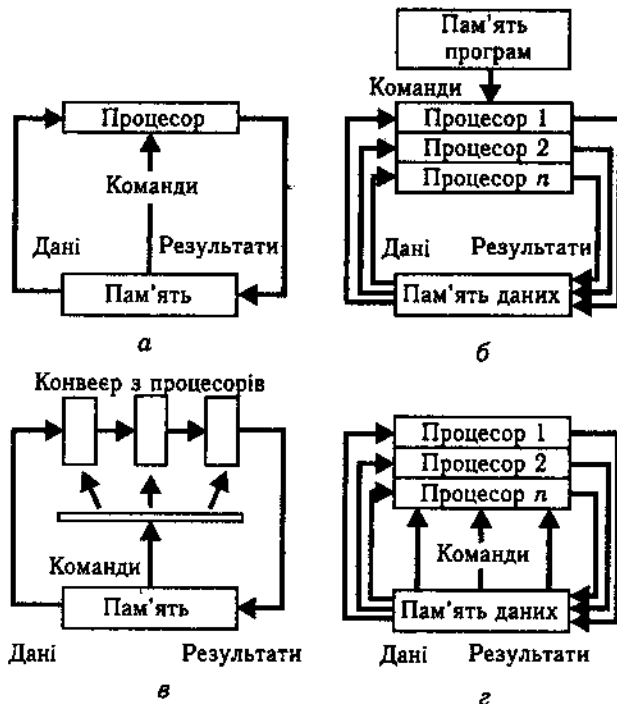 Процесор
Команди
Дані
Результати
Пам'ять
а
Пам'ять
програм
Команди
Процесор 1
Процесор 2
Процесор n
Дані
Результати
Пам'ять даних
б
Конвеєр з процесорів
Команди
Пам'ять
Дані
Результати
в
Процесор 1
Процесор 2
Процесор n
Команди
Пам'ять даних
Дані
Результати
г